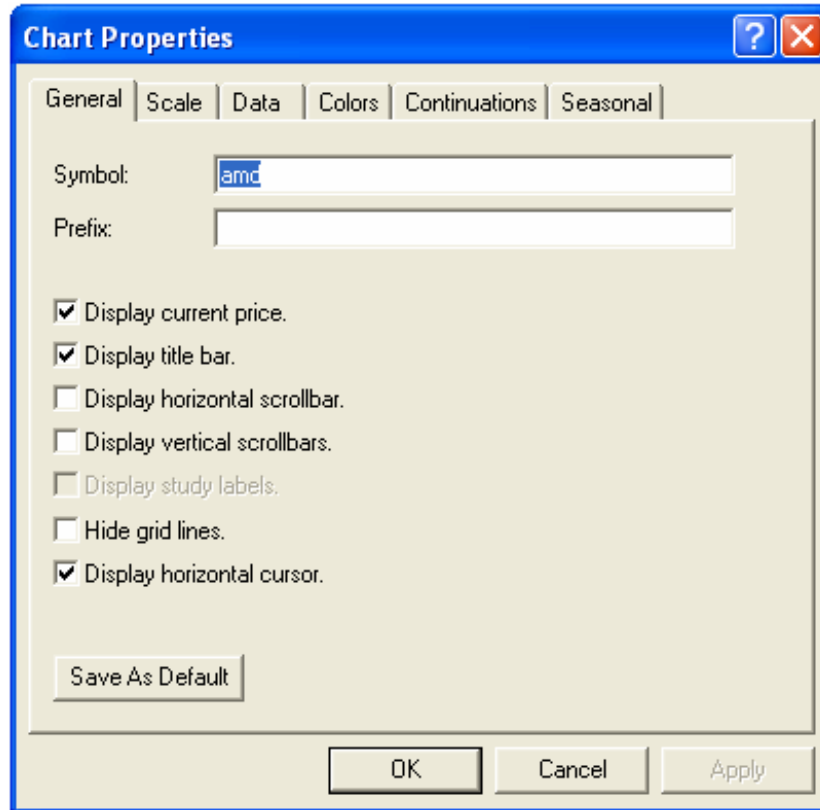 Chart Properties
General Scale Data Colors Continuations Seasonal
Symbol: amd
Prefix:
Display current price.
Display title bar.
Display horizontal scrollbar.
Display vertical scrollbars.
Display study labels.
Hide grid lines.
Display horizontal cursor.
Save As Default
OK Cancel Apply